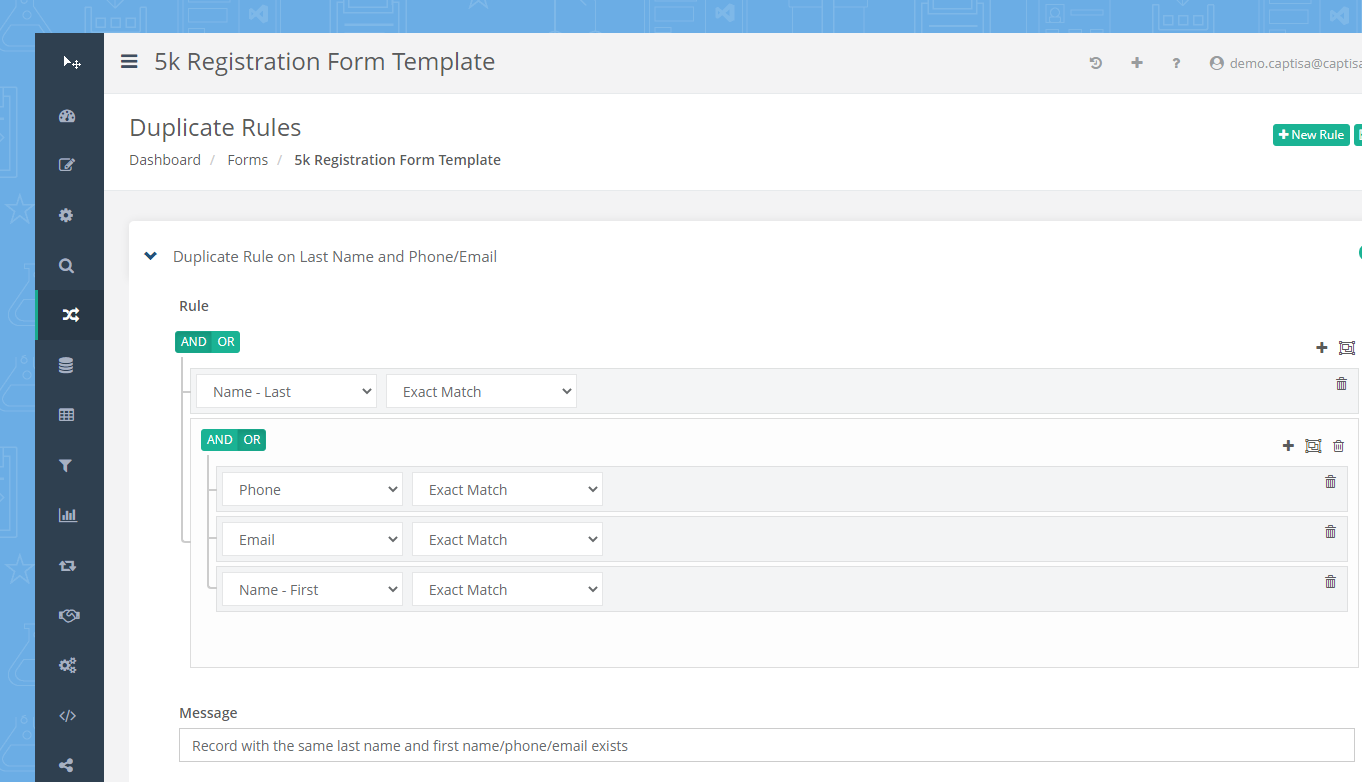 5k Registration Form Template
? demo.captisa@captisa
Duplicate Rules
Dashboard / Forms / 5k Registration Form Template
New Rule
Duplicate Rule on Last Name and Phone/Email
Rule
AND OR
Name - Last Exact Match
AND OR
Phone Exact Match
Email Exact Match
Name - First Exact Match
Message
Record with the same last name and first name/phone/email exists